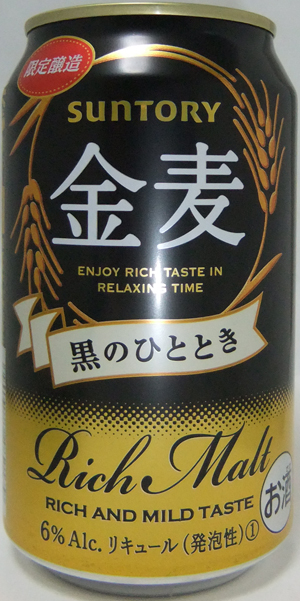 限定醸造
SUNTORY
金麦
ENJOY RICH TASTE IN
RELAXING TIME
黒のひととき
Rich Malt
RICH AND MILD TASTE
お酒
6% Alc. リキュール(発泡性)①